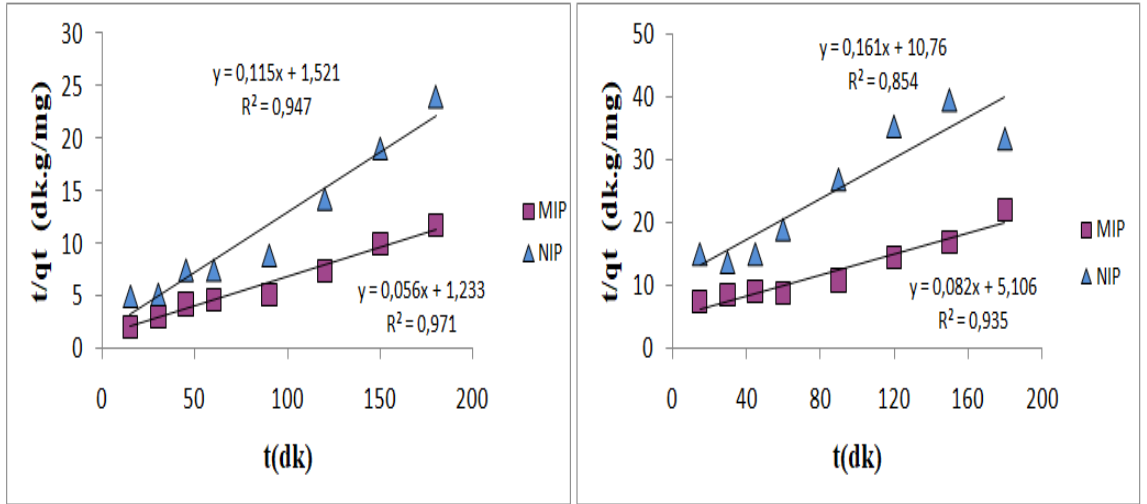 t/qt (dk.g/mg)
30
25
20
15
10
5
0
y = 0,115x + 1,521
R² = 0,947
MIP
NIP
y = 0,056x + 1,233
R² = 0,971
0 50 100 150 200
t(dk)
t/qt (dk.g/mg)
50
40
30
20
10
0
y = 0,161x + 10,76
R² = 0,854
MIP
NIP
y = 0,082x + 5,106
R² = 0,935
0 40 80 120 160 200
t(dk)